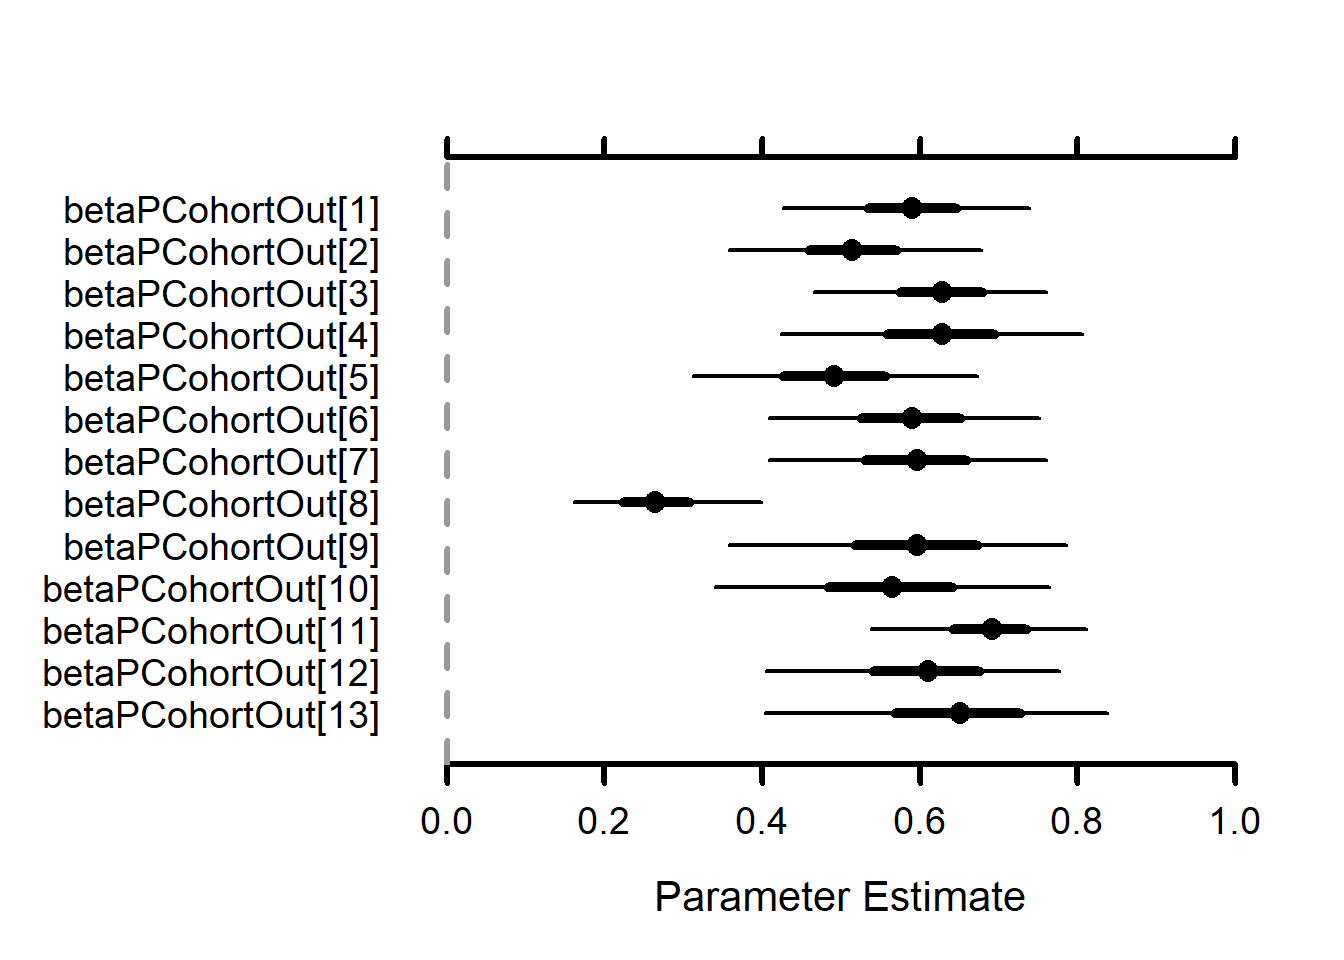 betaPCohortOut[1]
betaPCohortOut[2]
betaPCohortOut[3]
betaPCohortOut[4]
betaPCohortOut[5]
betaPCohortOut[6]
betaPCohortOut[7]
betaPCohortOut[8]
betaPCohortOut[9]
betaPCohortOut[10]
betaPCohortOut[11]
betaPCohortOut[12]
betaPCohortOut[13]
0.0 0.2 0.4 0.6 0.8 1.0
Parameter Estimate